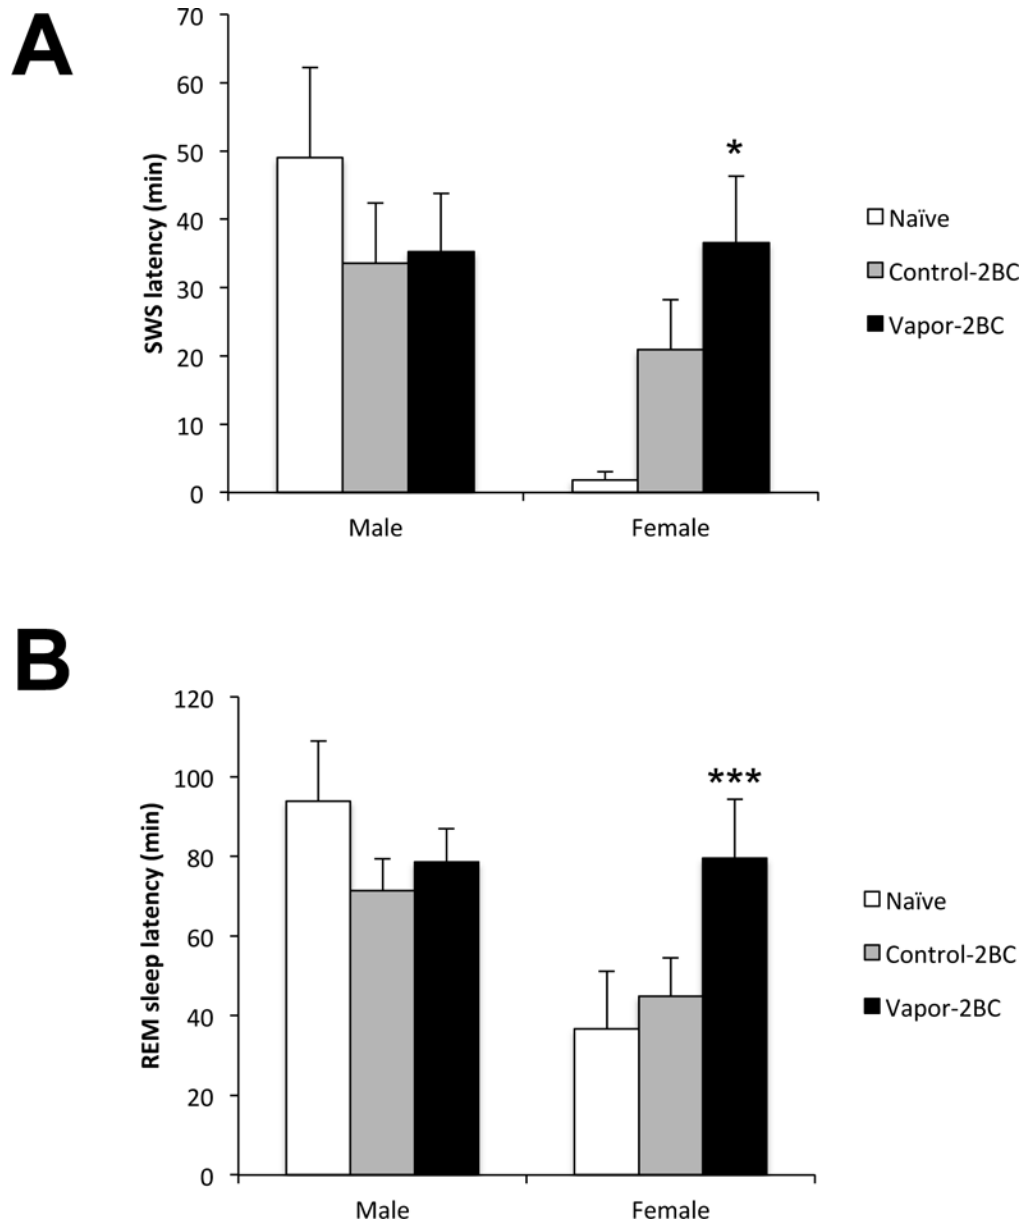 A
SWS latency (min)
70
60
50
40
30
20
10
0
*
Male
Female
Naïve
Control-2BC
Vapor-2BC
B
REM sleep latency (min)
120
100
80
60
40
20
0
***
Male
Female
Naïve
Control-2BC
Vapor-2BC